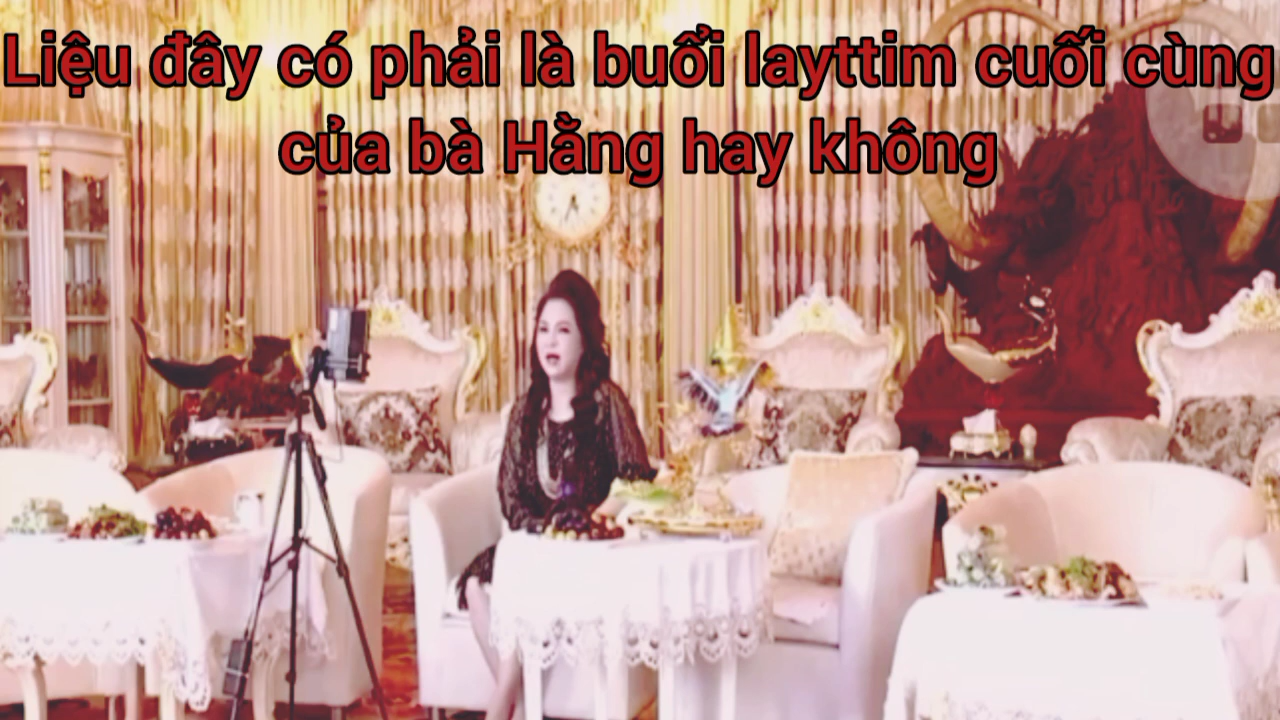 Liệu đây có phải là buổi layttim cuối cùng
của bà Hằng hay không